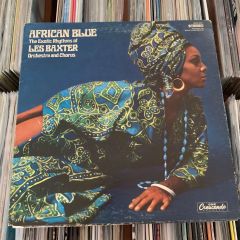 AFRICAN BLUE
The Exotic Rhythms of
LES BAXTER
Orchestra and Chorus
Crescendo